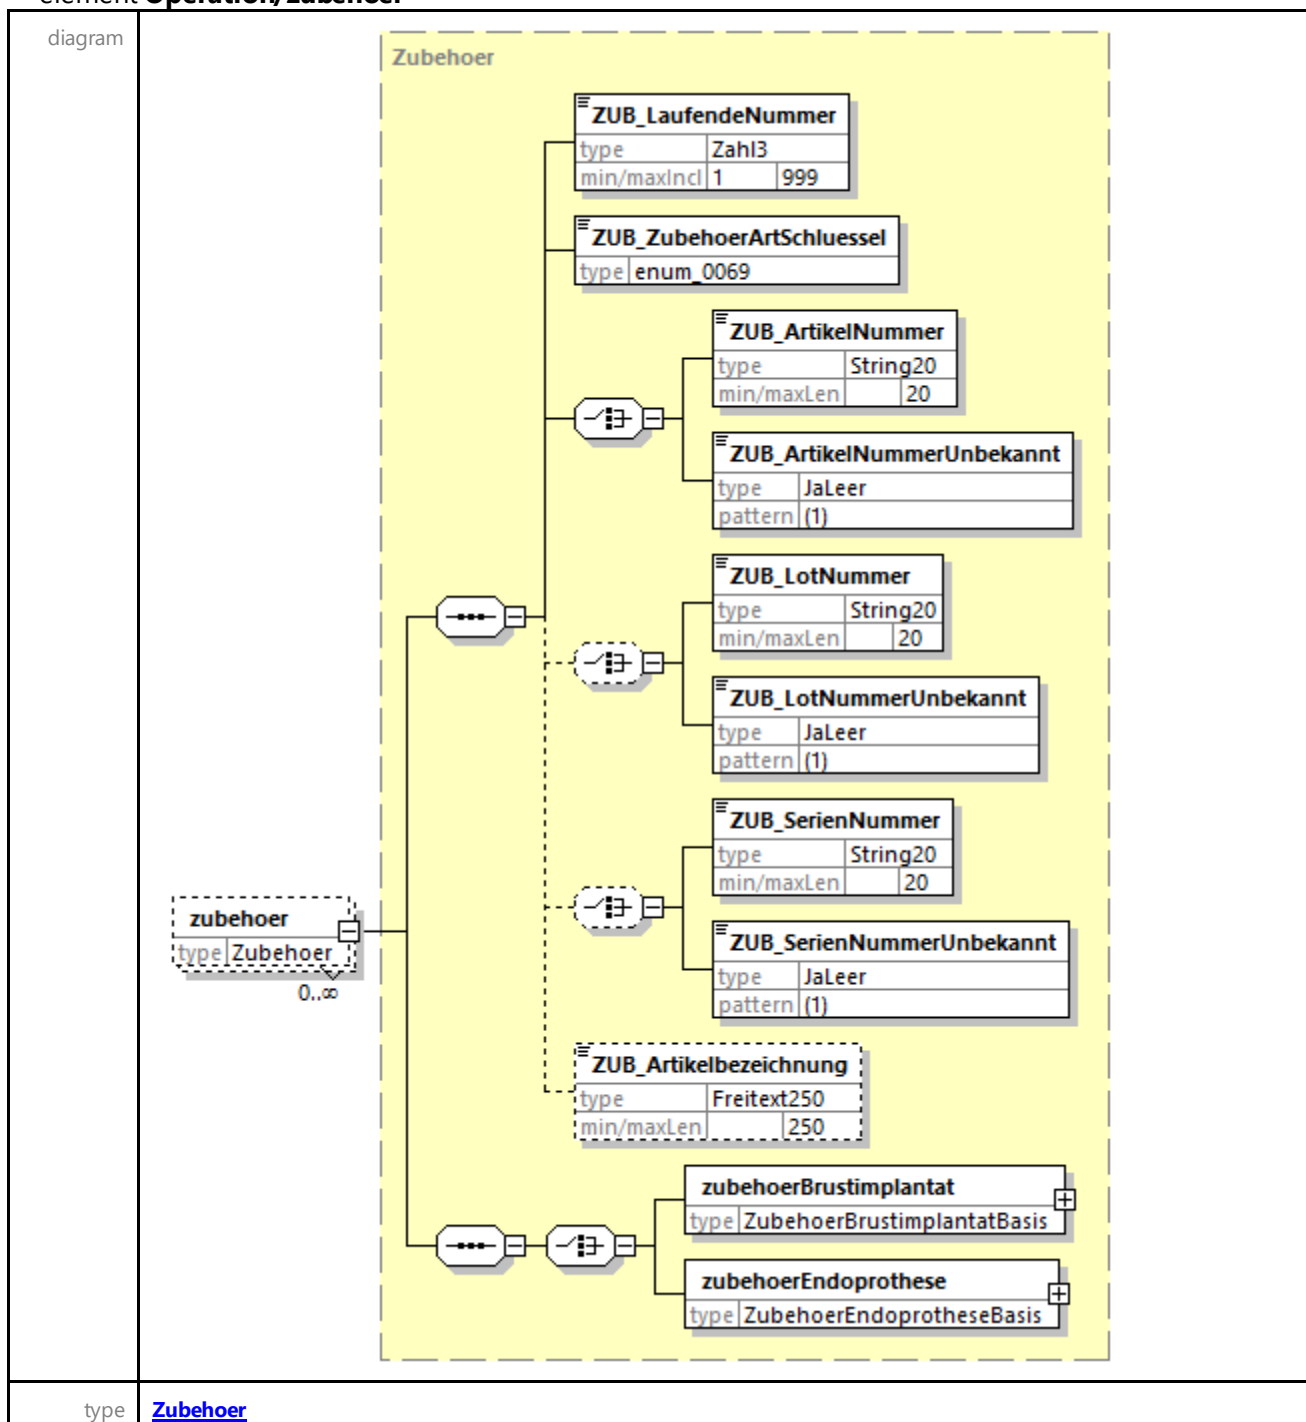 element Operation/zubehoer
diagram
Zubehoer
ZUB_LaufendeNummer
type Zahl3
min/maxIncl 1 999
ZUB_ZubehoerArtSchluessel
type enum_0069
ZUB_ArtikelNummer
type String20
min/maxLen 20
ZUB_ArtikelNummerUnbekannt
type JaLeer
pattern (1)
ZUB_LotNummer
type String20
min/maxLen 20
ZUB_LotNummerUnbekannt
type JaLeer
pattern (1)
ZUB_SerienNummer
type String20
min/maxLen 20
zubehoer
type Zubehoer
0..∞
ZUB_SerienNummerUnbekannt
type JaLeer
pattern (1)
ZUB_Artikelbezeichnung
type Freitext250
min/maxLen 250
zubehoerBrustimplantat
type ZubehoerBrustimplantatBasis
zubehoerEndoprothese
type ZubehoerEndoprotheseBasis
type Zubehoer